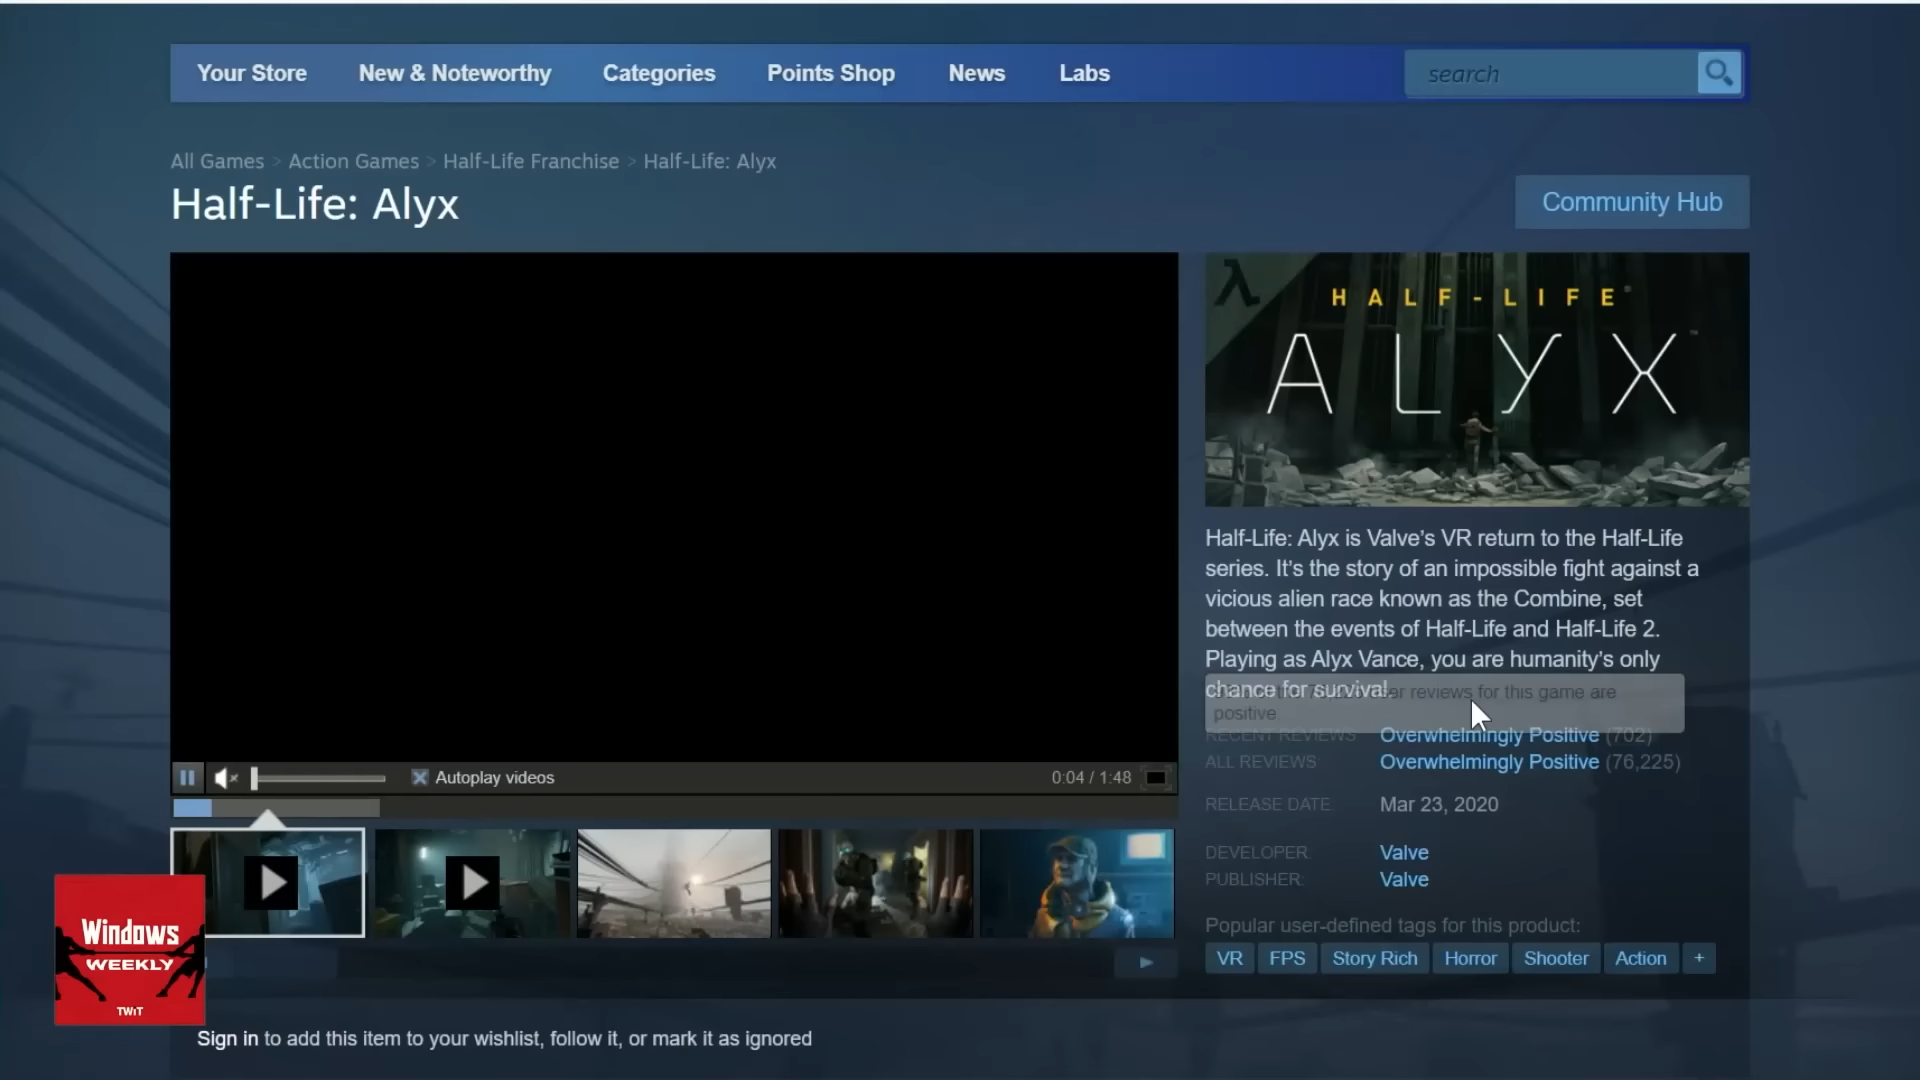 Your Store New & Noteworthy Categories Points Shop News Labs search
All Games > Action Games > Half-Life Franchise > Half-Life: Alyx
Half-Life: Alyx
Community Hub
HALF-LIFE
ALYX
Half-Life: Alyx is Valve’s VR return to the Half-Life
series. It’s the story of an impossible fight against a
vicious alien race known as the Combine, set
between the events of Half-Life and Half-Life 2.
Playing as Alyx Vance, you are humanity’s only
chance for survival.
user reviews for this game are
positive.
RECENT REVIEWS Overwhelmingly Positive (702)
ALL REVIEWS Overwhelmingly Positive (76,225)
RELEASE DATE: Mar 23, 2020
DEVELOPER: Valve
PUBLISHER: Valve
Popular user-defined tags for this product:
VR FPS Story Rich Horror Shooter Action +
Autoplay videos 0:04 / 1:48
Windows
WEEKLY
TWiT
Sign in to add this item to your wishlist, follow it, or mark it as ignored